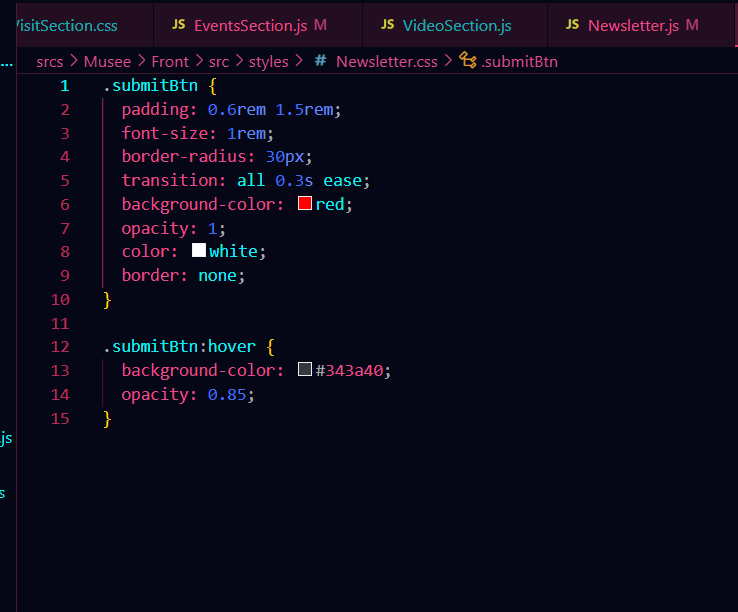 VisitSection.css JS EventsSection.js M JS VideoSection.js JS Newsletter.js M
... srcs > Musee > Front > src > styles > # Newsletter.css > .submitBtn
1 .submitBtn {
2 padding: 0.6rem 1.5rem;
3 font-size: 1rem;
4 border-radius: 30px;
5 transition: all 0.3s ease;
6 background-color: red;
7 opacity: 1;
8 color: white;
9 border: none;
10 }
11
12 .submitBtn:hover {
13 background-color: #343a40;
14 opacity: 0.85;
15 }
.js
s